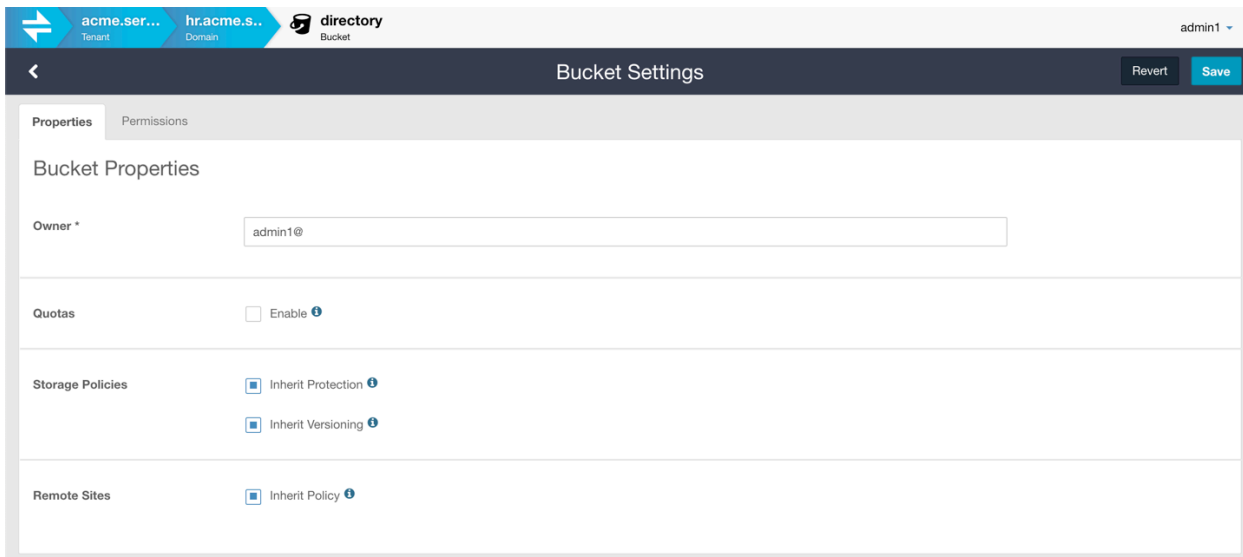 acme.ser... hr.acme.s.. directory
Tenant Domain Bucket
admin1
Bucket Settings
Revert Save
Properties Permissions
Bucket Properties
Owner * admin1@
Quotas Enable
Storage Policies Inherit Protection
Inherit Versioning
Remote Sites Inherit Policy